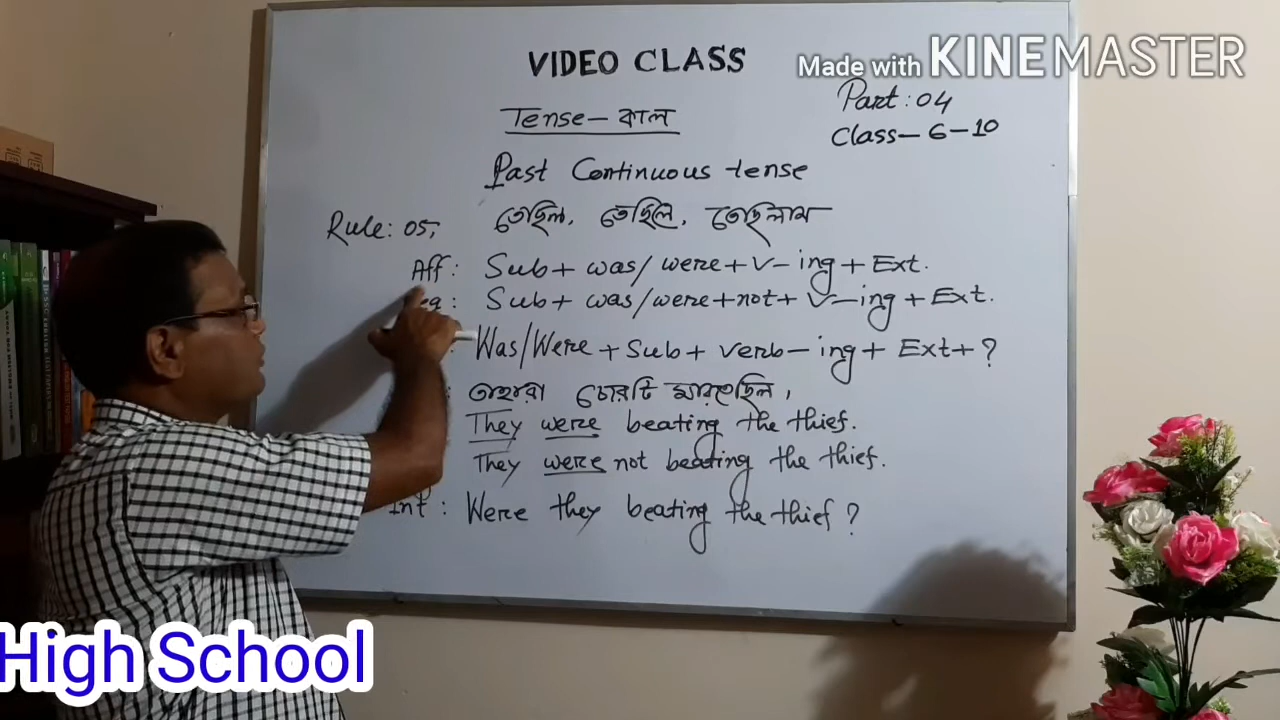 VIDEO CLASS
Made with KINEMASTER
Part: 04
Tense — কাল
Class — 6 — 10
Past Continuous tense
Rule: 05, তেছিল, তেছিলে, তেছিলাম
Aff: Sub + was/were + v-ing + Ext.
eg: Sub + was/were + not + v-ing + Ext.
: Was/Were + Sub + verb-ing + Ext + ?
: তাহারা চোরটি মারতেছিল,
They were beating the thief.
They were not beating the thief.
Int: Were they beating the thief?
High School